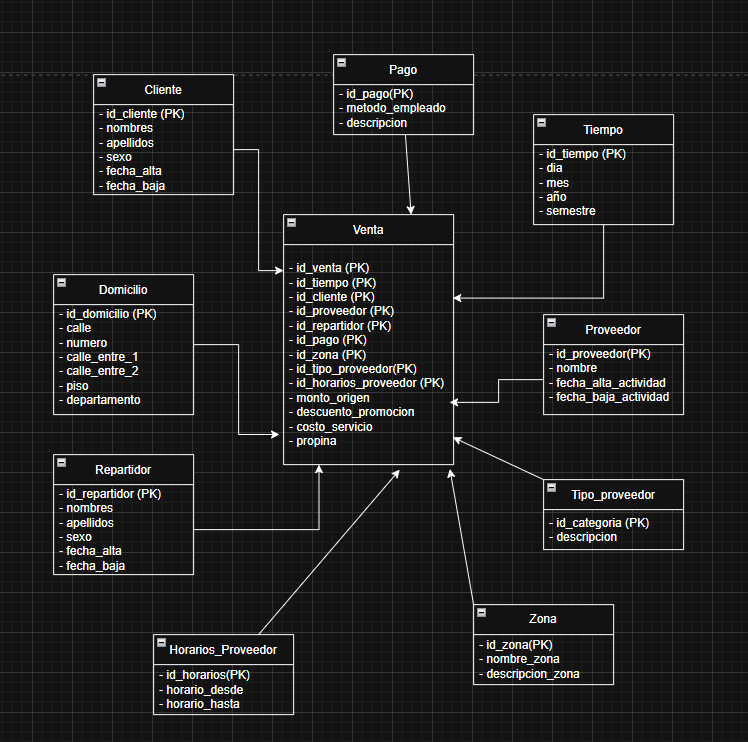 Cliente
- id_cliente (PK)
- nombres
- apellidos
- sexo
- fecha_alta
- fecha_baja
Pago
- id_pago(PK)
- metodo_empleado
- descripcion
Tiempo
- id_tiempo (PK)
- dia
- mes
- año
- semestre
Venta
- id_venta (PK)
- id_tiempo (PK)
- id_cliente (PK)
- id_proveedor (PK)
- id_repartidor (PK)
- id_pago (PK)
- id_zona (PK)
- id_tipo_proveedor(PK)
- id_horarios_proveedor (PK)
- monto_origen
- descuento_promocion
- costo_servicio
- propina
Domicilio
- id_domicilio (PK)
- calle
- numero
- calle_entre_1
- calle_entre_2
- piso
- departamento
Proveedor
- id_proveedor(PK)
- nombre
- fecha_alta_actividad
- fecha_baja_actividad
Repartidor
- id_repartidor (PK)
- nombres
- apellidos
- sexo
- fecha_alta
- fecha_baja
Tipo_proveedor
- id_categoria (PK)
- descripcion
Zona
- id_zona(PK)
- nombre_zona
- descripcion_zona
Horarios_Proveedor
- id_horarios(PK)
- horario_desde
- horario_hasta